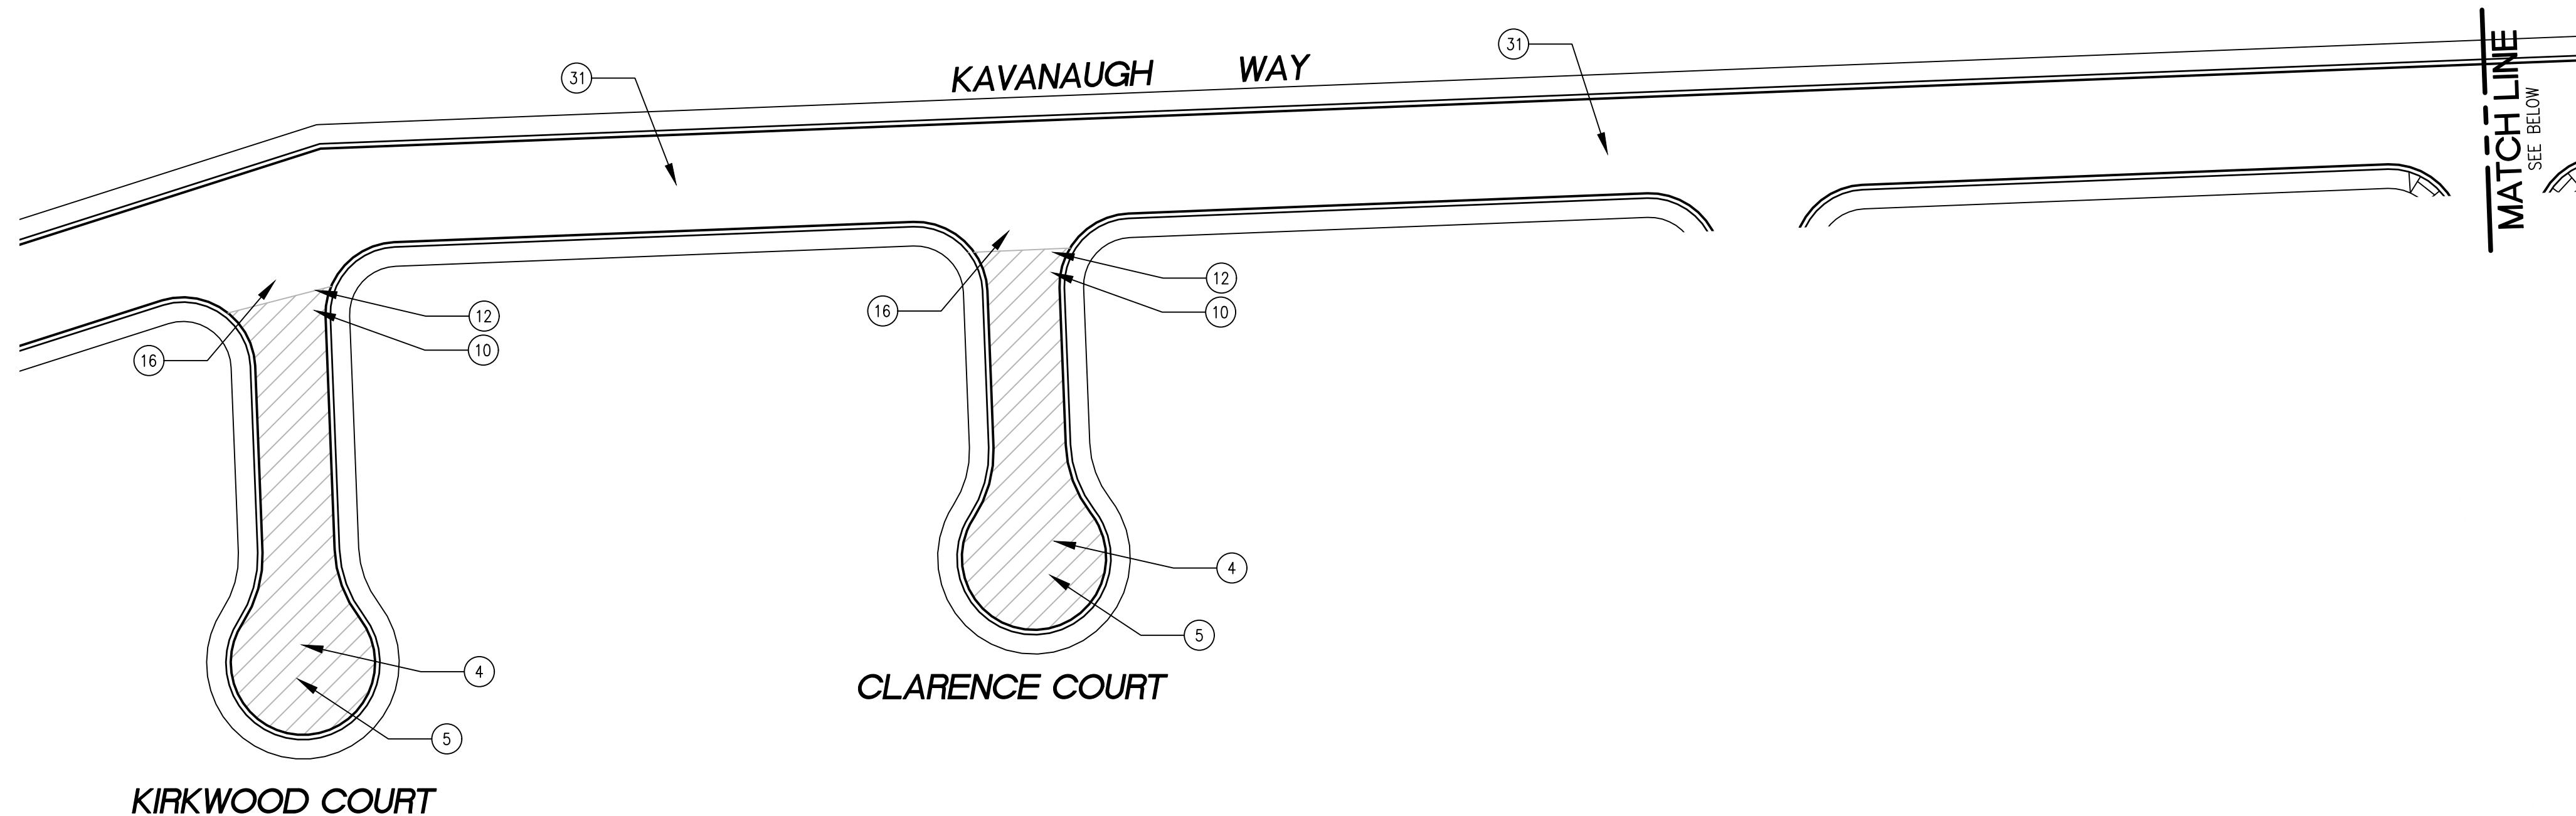 31
KAVANAUGH WAY
31
MATCH LINE
SEE BELOW
12
10
16
12
10
16
4
5
CLARENCE COURT
4
5
KIRKWOOD COURT